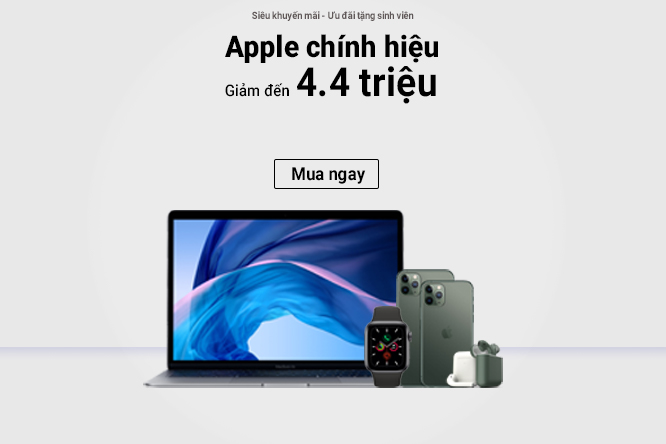 Siêu khuyến mãi - Ưu đãi tặng sinh viên
Apple chính hiệu
Giảm đến 4.4 triệu
Mua ngay